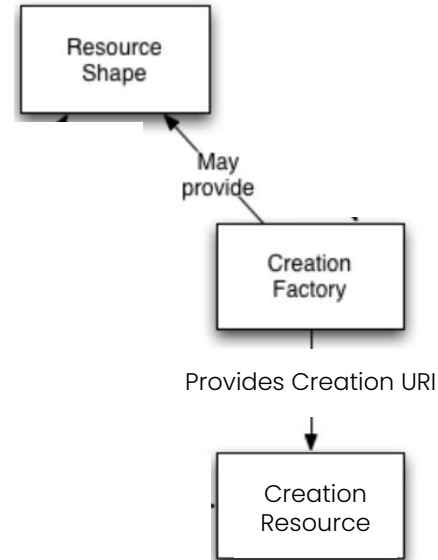 Resource
Shape
May
provide
Creation
Factory
Provides Creation URI
Creation
Resource